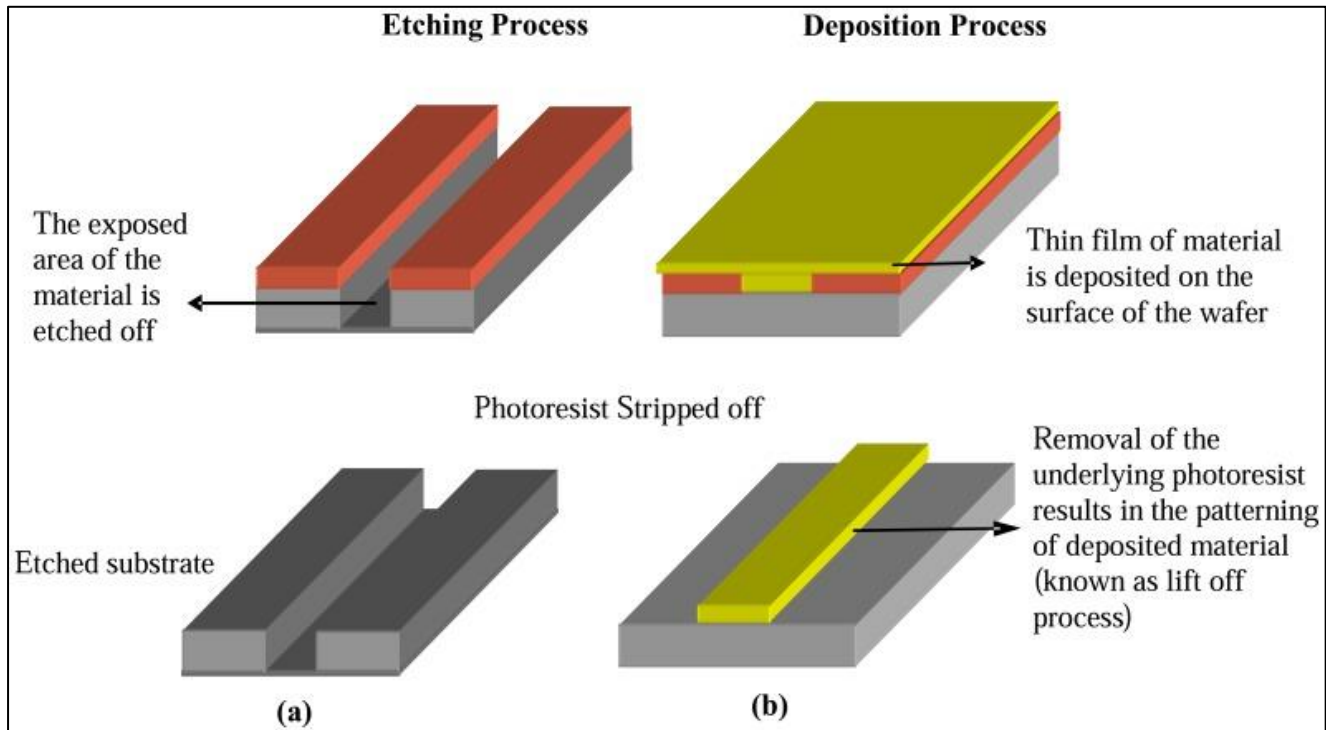 Etching Process
Deposition Process
The exposed
area of the
material is
etched off
Thin film of material
is deposited on the
surface of the wafer
Photoresist Stripped off
Etched substrate
Removal of the
underlying photoresist
results in the patterning
of deposited material
(known as lift off
process)
(a)
(b)